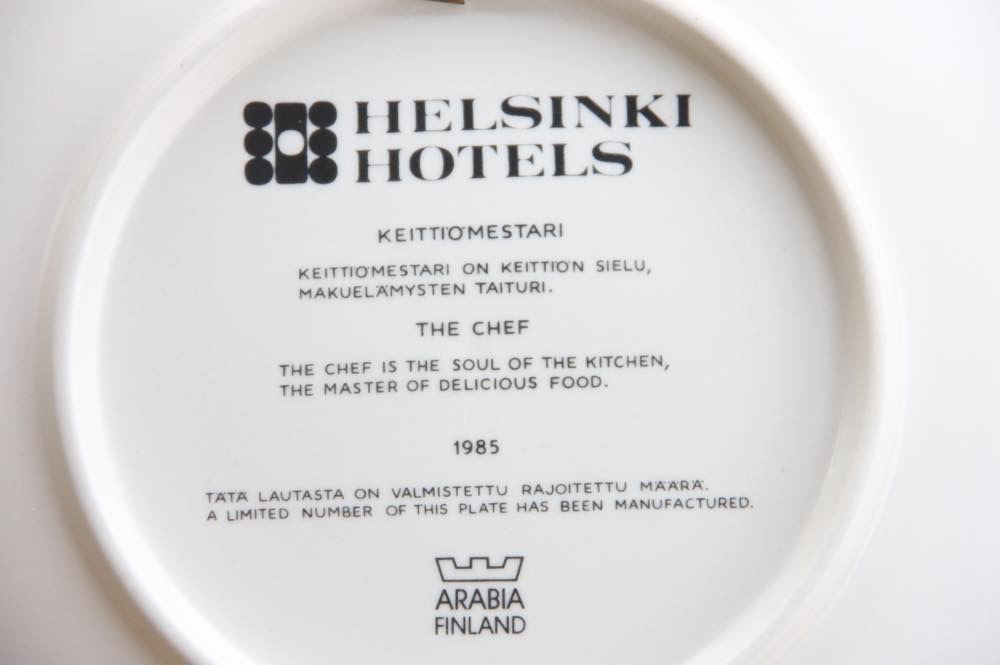 HELSINKI
HOTELS
KEITTIÖMESTARI
KEITTIÖMESTARI ON KEITTIÖN SIELU,
MAKUELÄMYSTEN TAITURI.
THE CHEF
THE CHEF IS THE SOUL OF THE KITCHEN,
THE MASTER OF DELICIOUS FOOD.
1985
TÄTÄ LAUTASTA ON VALMISTETTU RAJOITETTU MÄÄRÄ.
A LIMITED NUMBER OF THIS PLATE HAS BEEN MANUFACTURED.
ARABIA
FINLAND